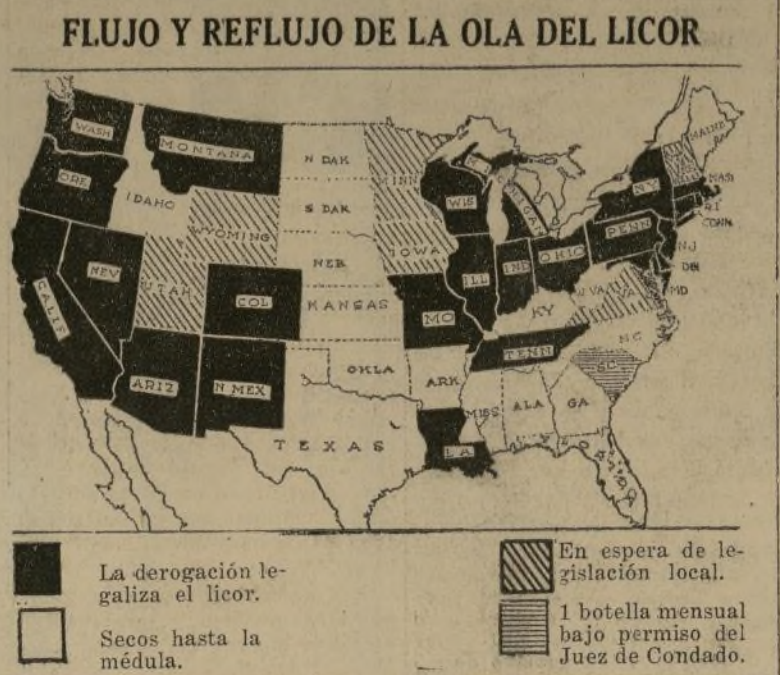 FLUJO Y REFLUJO DE LA OLA DEL LICOR
WASH
MONTANA
N DAK
MINN
MICHIGAN
MAINE
ORE
IDAHO
WIS
NY
MASS
S DAK
WYOMING
R I
CONN
NEB
IOWA
PENN
NEV
UTAH
ILL
IND
OHIO
NJ
DEL
MD
CALIF
COL
KANSAS
MO
KY
W VA
VA
NC
ARIZ
N MEX
OKLA
ARK
TENN
SC
TEXAS
MISS
ALA
GA
LA
FLORIDA
La derogación le-
galiza el licor.
Secos hasta la
médula.
En espera de le-
gislación local.
1 botella mensual
bajo permiso del
Juez de Condado.